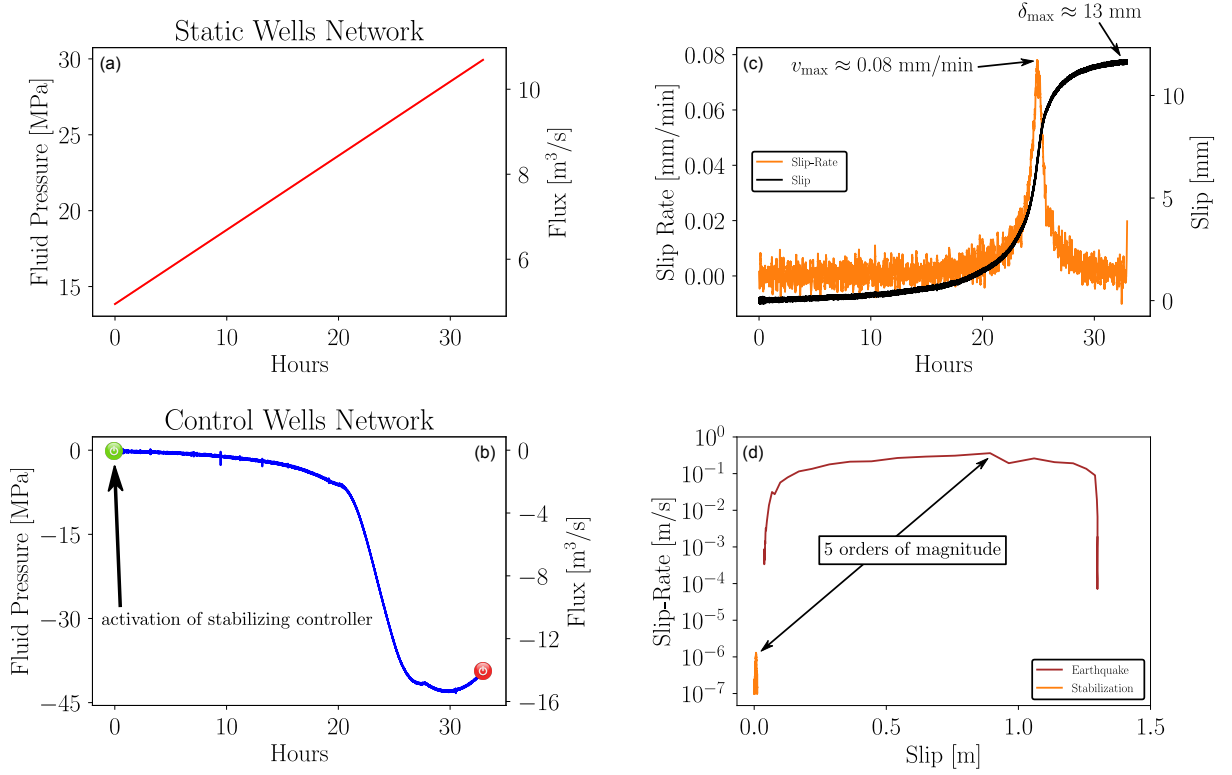 Static Wells Network
(a)
30
27
24
21
18
15
Fluid Pressure [MPa]
10
8
6
Flux [m³/s]
0
10
20
30
Hours
δmax ≈ 13 mm
(c)
vmax ≈ 0.08 mm/min
0.08
0.06
0.04
0.02
0.00
Slip Rate [mm/min]
Slip-Rate
Slip
10
5
0
Slip [mm]
0
10
20
30
Hours
Control Wells Network
(b)
0
−15
−30
−45
Fluid Pressure [MPa]
activation of stabilizing controller
0
−4
−8
−12
−16
Flux [m³/s]
0
10
20
30
Hours
(d)
10⁰
10⁻¹
10⁻²
10⁻³
10⁻⁴
10⁻⁵
10⁻⁶
10⁻⁷
Slip-Rate [m/s]
5 orders of magnitude
Earthquake
Stabilization
0.0
0.5
1.0
1.5
Slip [m]